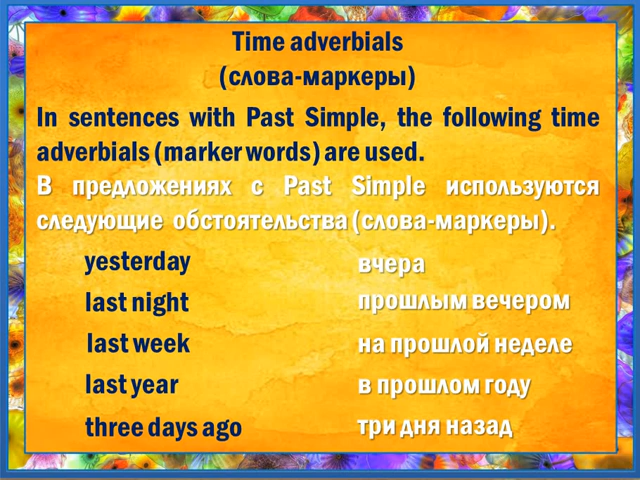 Time adverbials
(слова-маркеры)
In sentences with Past Simple, the following time
adverbials (marker words) are used.
В предложениях с Past Simple используются
следующие обстоятельства (слова-маркеры).
yesterday вчера
last night прошлым вечером
last week на прошлой неделе
last year в прошлом году
three days ago три дня назад